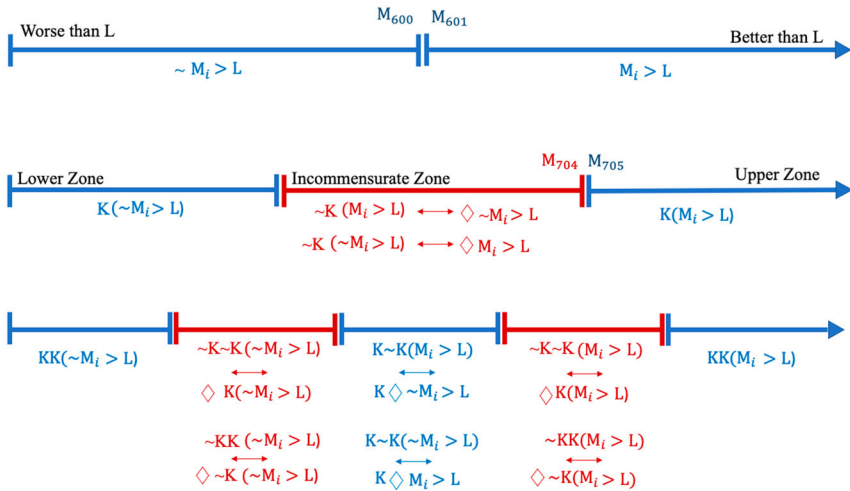 M₆₀₀ M₆₀₁
Worse than L Better than L
~ Mᵢ > L Mᵢ > L
M₇₀₄ M₇₀₅
Lower Zone Incommensurate Zone Upper Zone
K(~Mᵢ > L) ~K (Mᵢ > L) ⟷ ◇ ~Mᵢ > L K(Mᵢ > L)
~K (~Mᵢ > L) ⟷ ◇ Mᵢ > L
KK(~Mᵢ > L) ~K~K (~Mᵢ > L) K~K(Mᵢ > L) ~K~K (Mᵢ > L) KK(Mᵢ > L)
⟷ ⟷ ⟷
◇ K(~Mᵢ > L) K◇ ~Mᵢ > L ◇K(Mᵢ > L)
~KK (~Mᵢ > L) K~K(~Mᵢ > L) ~KK(Mᵢ > L)
⟷ ⟷ ⟷
◇ ~K (~Mᵢ > L) K◇ Mᵢ > L ◇ ~K(Mᵢ > L)